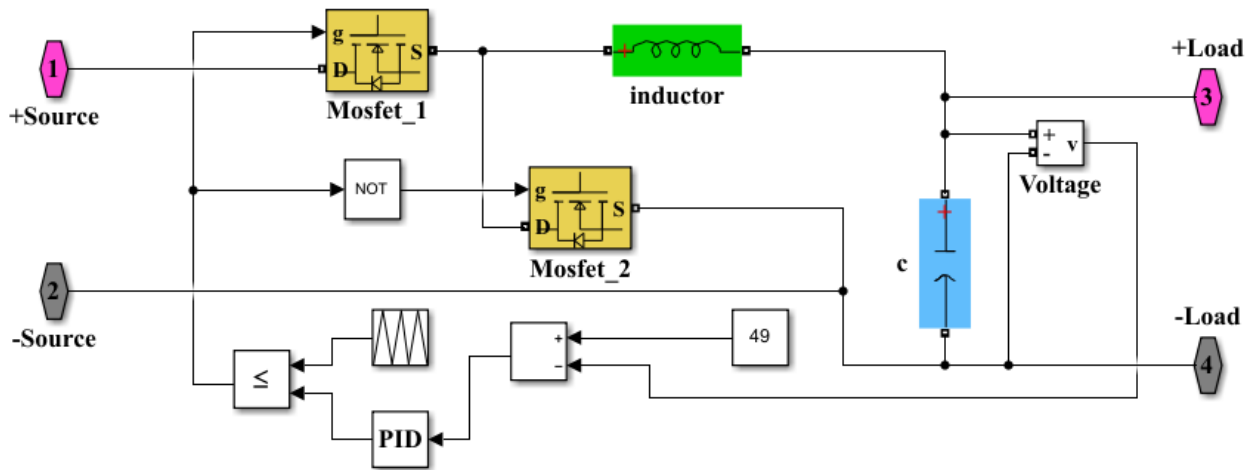 g
D
S
Mosfet_1
1
+Source
+
inductor
+Load
3
+
-
v
Voltage
NOT
g
D
S
Mosfet_2
+
c
2
-Source
49
+
−
≤
PID
-Load
4